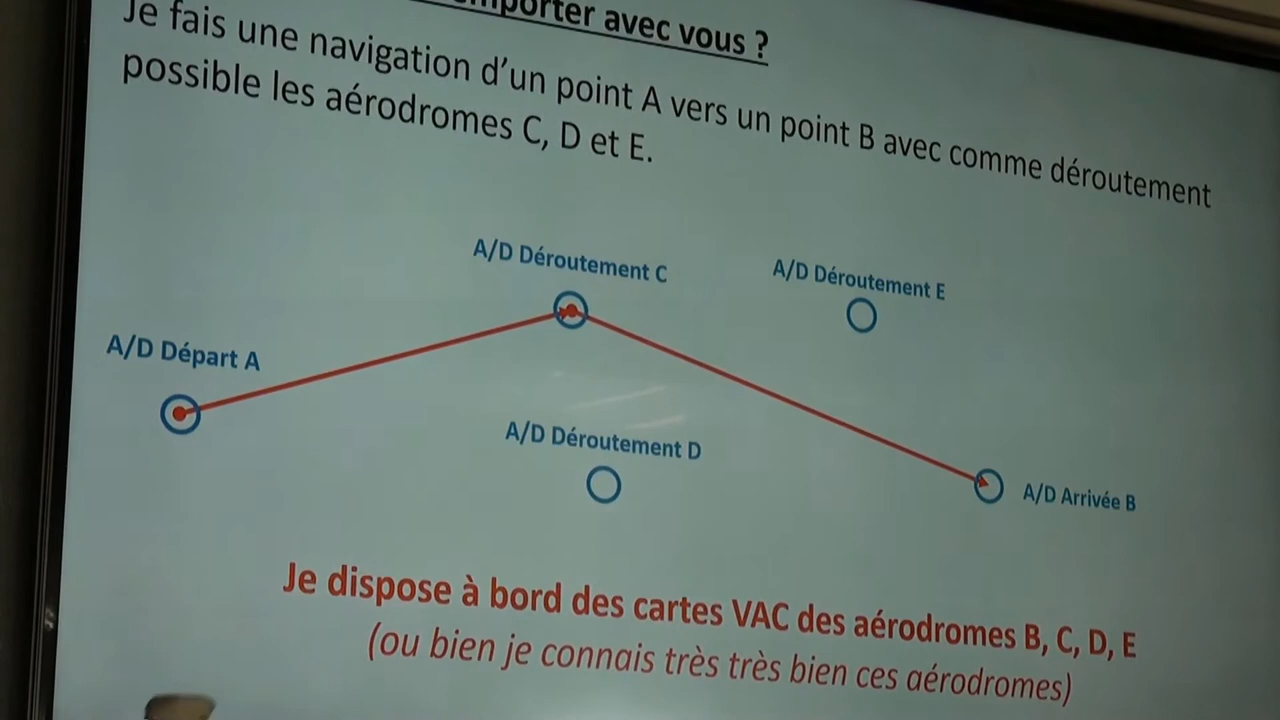 avec vous ?
Je fais une navigation d'un point A vers un point B avec comme déroutement
possible les aérodromes C, D et E.
A/D Déroutement C
A/D Déroutement E
A/D Départ A
A/D Déroutement D
A/D Arrivée B
Je dispose à bord des cartes VAC des aérodromes B, C, D, E
(ou bien je connais très très bien ces aérodromes)